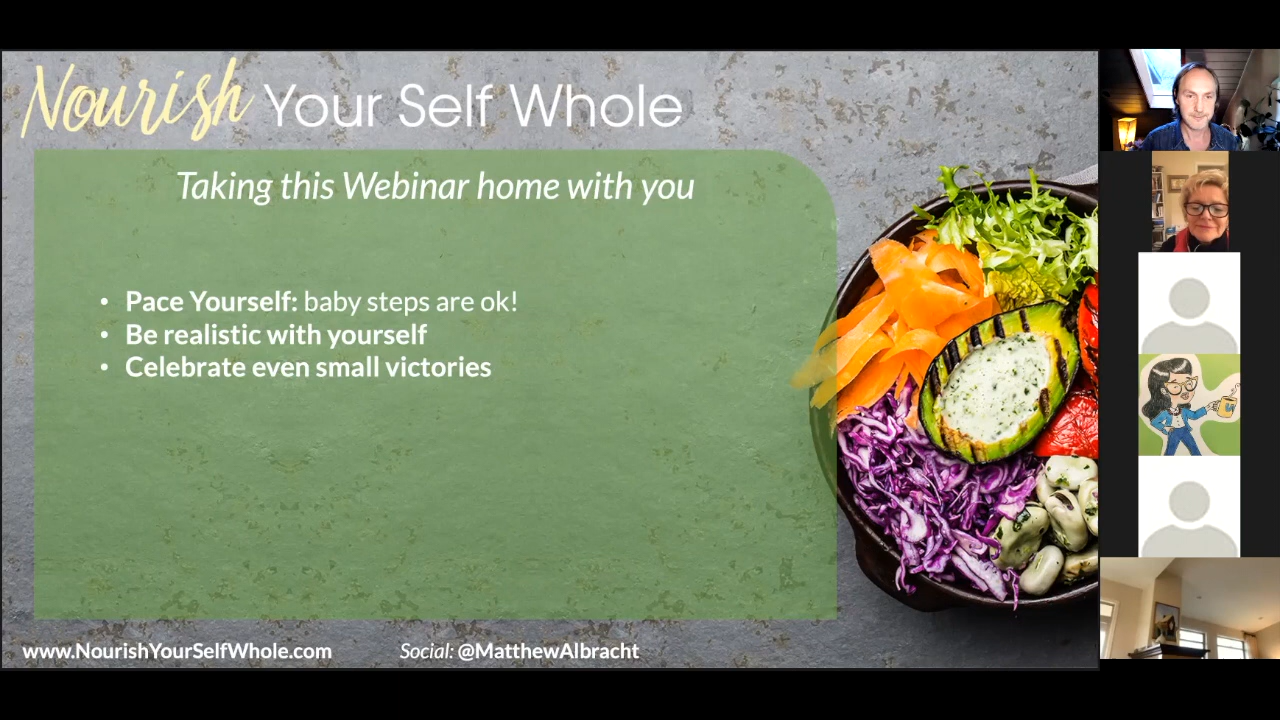 Nourish Your Self Whole
Taking this Webinar home with you
• Pace Yourself: baby steps are ok!
• Be realistic with yourself
• Celebrate even small victories
www.NourishYourSelfWhole.com Social: @MatthewAlbracht